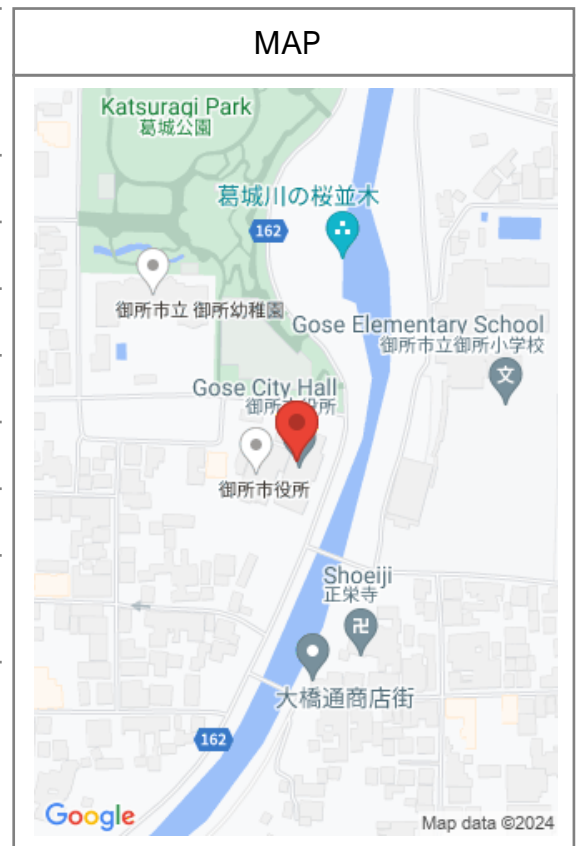 MAP
Katsuragi Park
葛城公園
葛城川の桜並木
162
御所市立 御所幼稚園
Gose Elementary School
御所市立御所小学校
文
Gose City Hall
御所市役所
御所市役所
Shoeiji
正栄寺
卍
大橋通商店街
162
Google
Map data ©2024